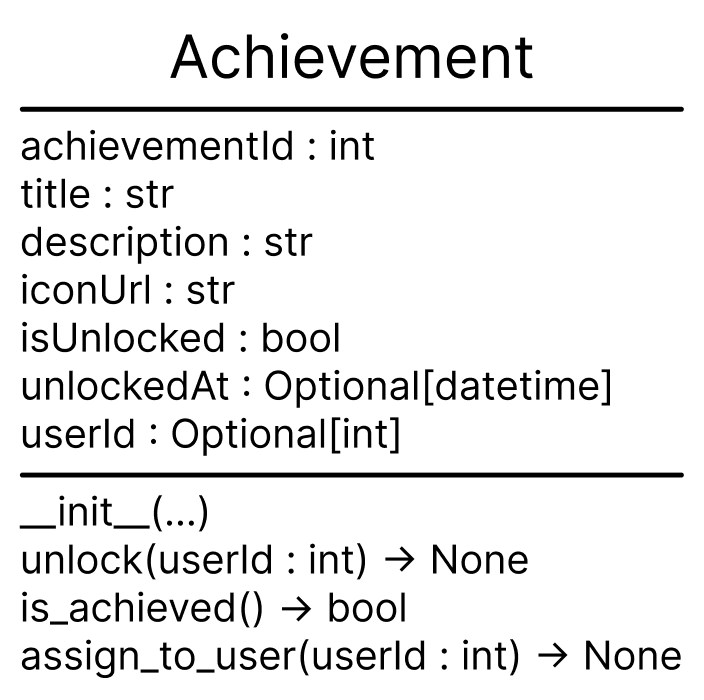 Achievement
achievementId : int
title : str
description : str
iconUrl : str
isUnlocked : bool
unlockedAt : Optional[datetime]
userId : Optional[int]
__init__(...)
unlock(userId : int) → None
is_achieved() → bool
assign_to_user(userId : int) → None